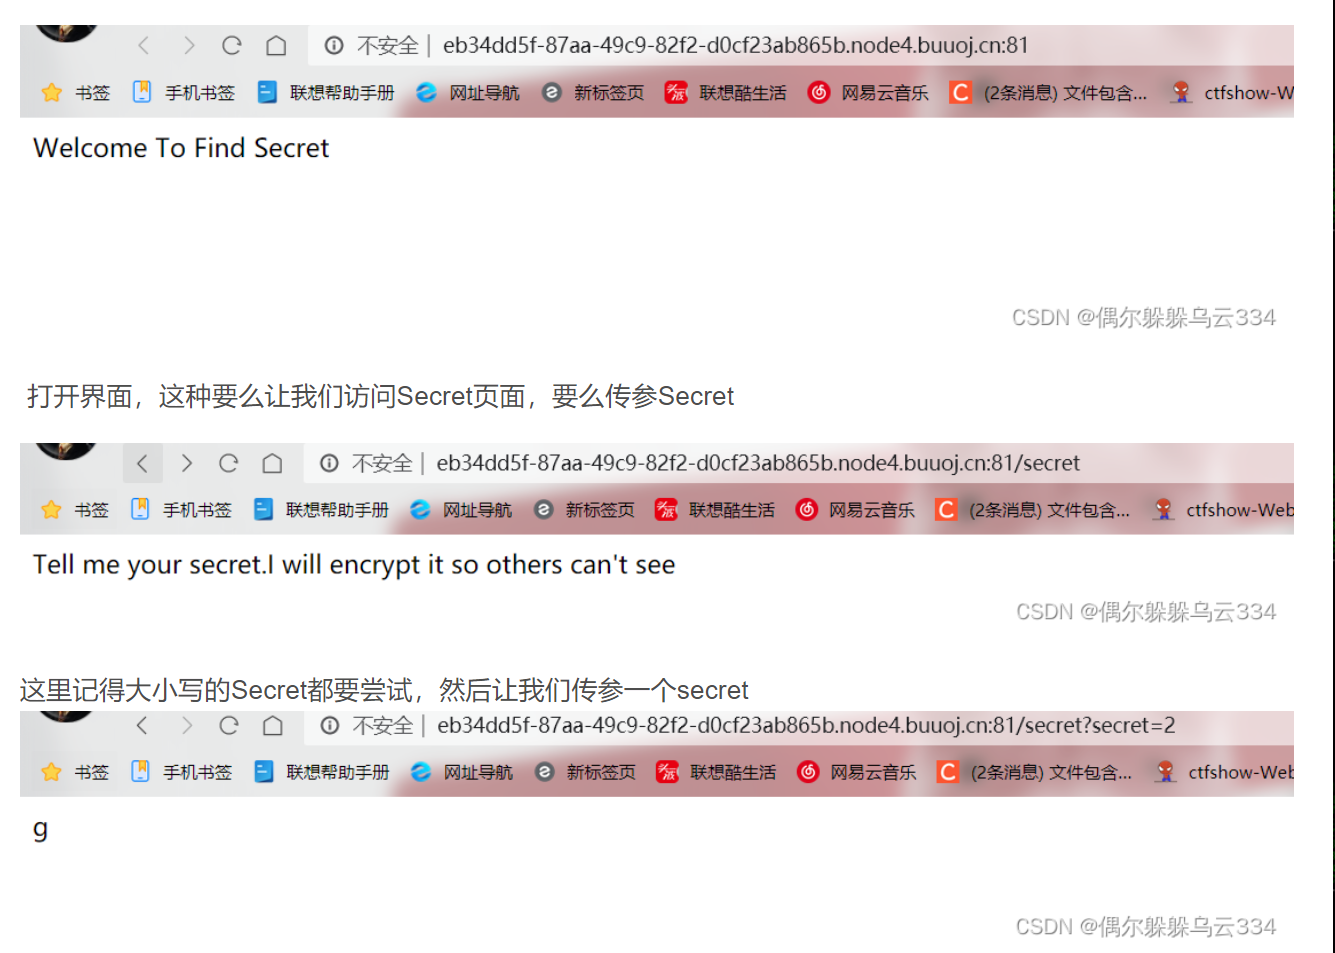 不安全 | eb34dd5f-87aa-49c9-82f2-d0cf23ab865b.node4.buuoj.cn:81
书签 手机书签 联想帮助手册 网址导航 新标签页 联想酷生活 网易云音乐 C (2条消息) 文件包含... ctfshow-W
Welcome To Find Secret
CSDN @偶尔躲躲乌云334
打开界面，这种要么让我们访问Secret页面，要么传参Secret
不安全 | eb34dd5f-87aa-49c9-82f2-d0cf23ab865b.node4.buuoj.cn:81/secret
书签 手机书签 联想帮助手册 网址导航 新标签页 联想酷生活 网易云音乐 C (2条消息) 文件包含... ctfshow-Web
Tell me your secret.I will encrypt it so others can't see
CSDN @偶尔躲躲乌云334
这里记得大小写的Secret都要尝试，然后让我们传参一个secret
不安全 | eb34dd5f-87aa-49c9-82f2-d0cf23ab865b.node4.buuoj.cn:81/secret?secret=2
书签 手机书签 联想帮助手册 网址导航 新标签页 联想酷生活 网易云音乐 C (2条消息) 文件包含... ctfshow-Web
g
CSDN @偶尔躲躲乌云334